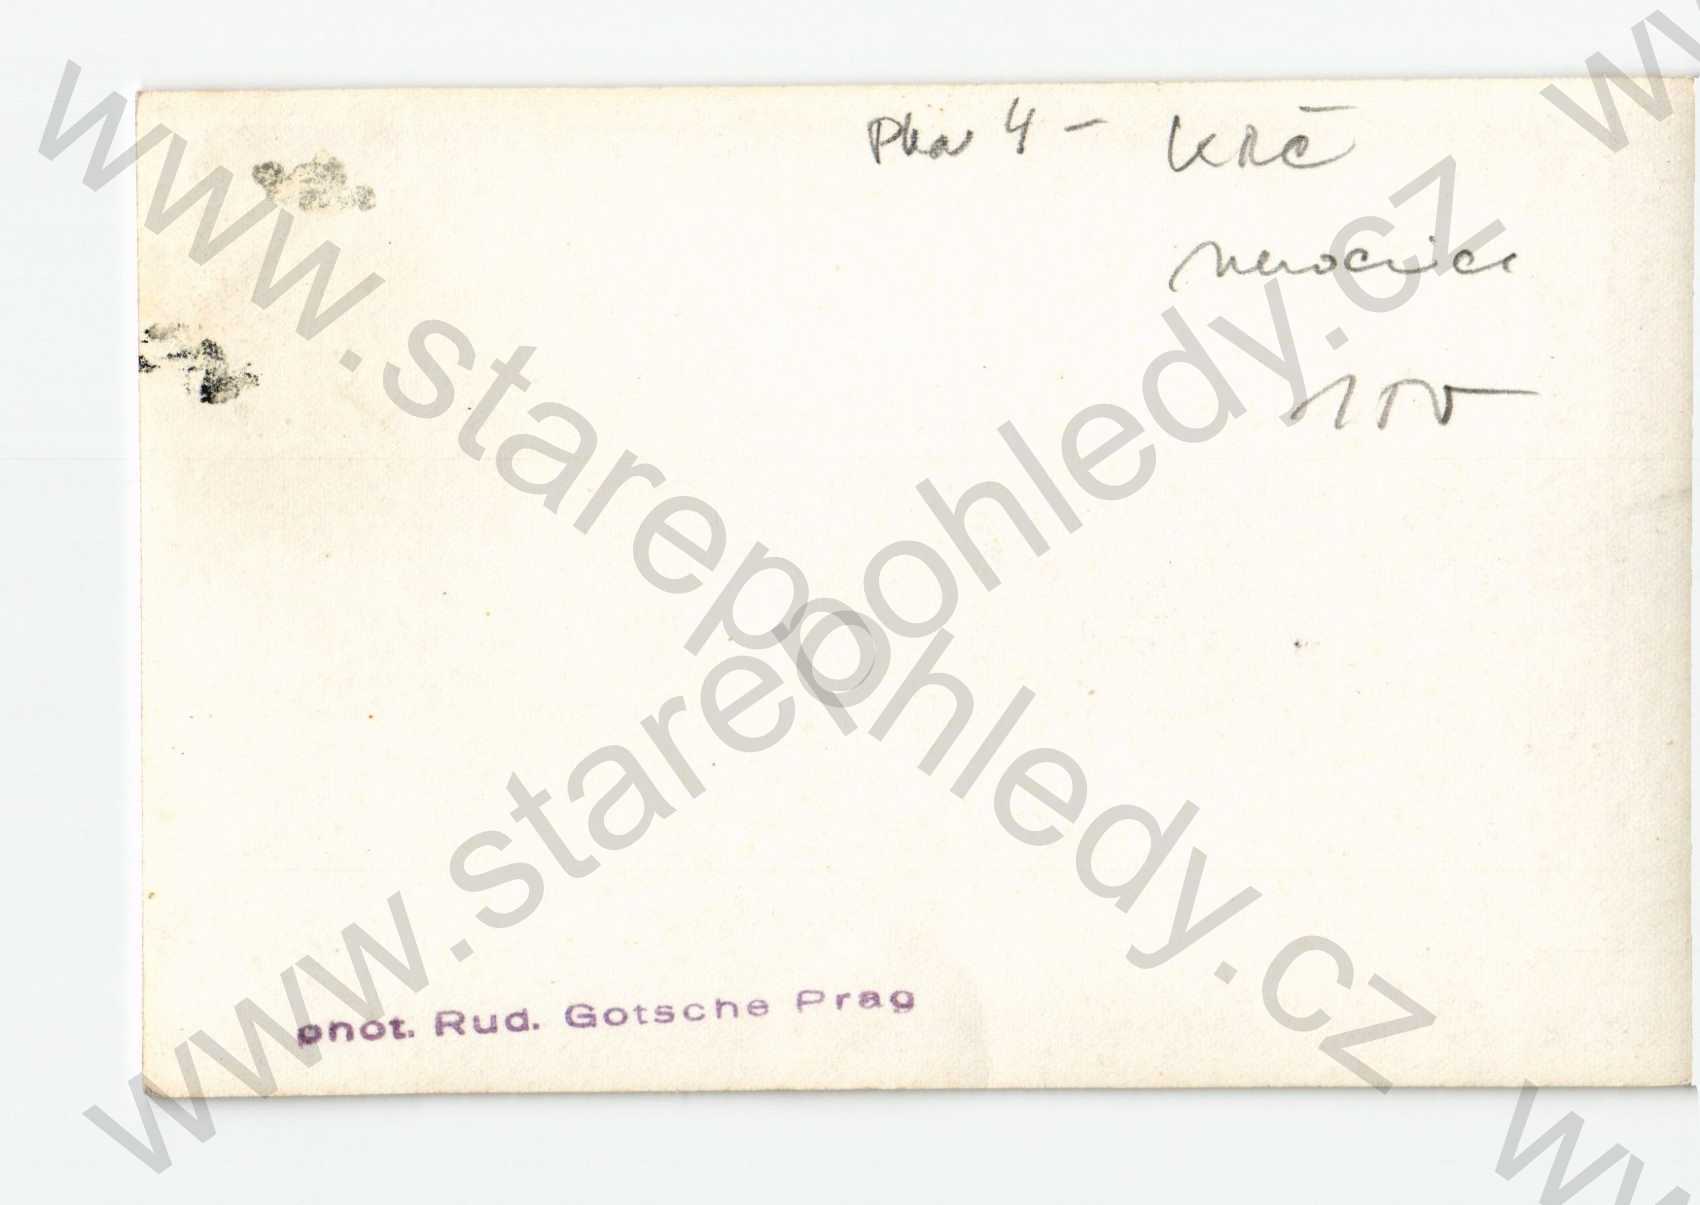 Pha 4 - KRČ
nemocnice
phot. Rud. Gotsche Prag
www.starepohledy.cz
www.starepohledy.cz